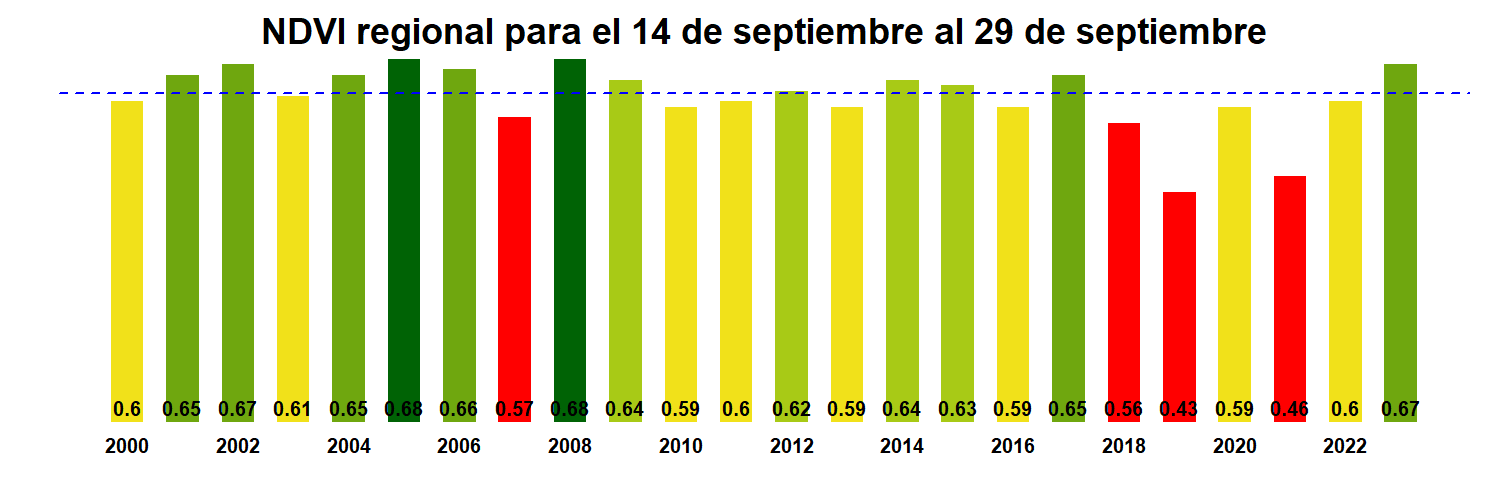 NDVI regional para el 14 de septiembre al 29 de septiembre
0.6 0.65 0.67 0.61 0.65 0.68 0.66 0.57 0.68 0.64 0.59 0.6 0.62 0.59 0.64 0.63 0.59 0.65 0.56 0.43 0.59 0.46 0.6 0.67
2000 2002 2004 2006 2008 2010 2012 2014 2016 2018 2020 2022